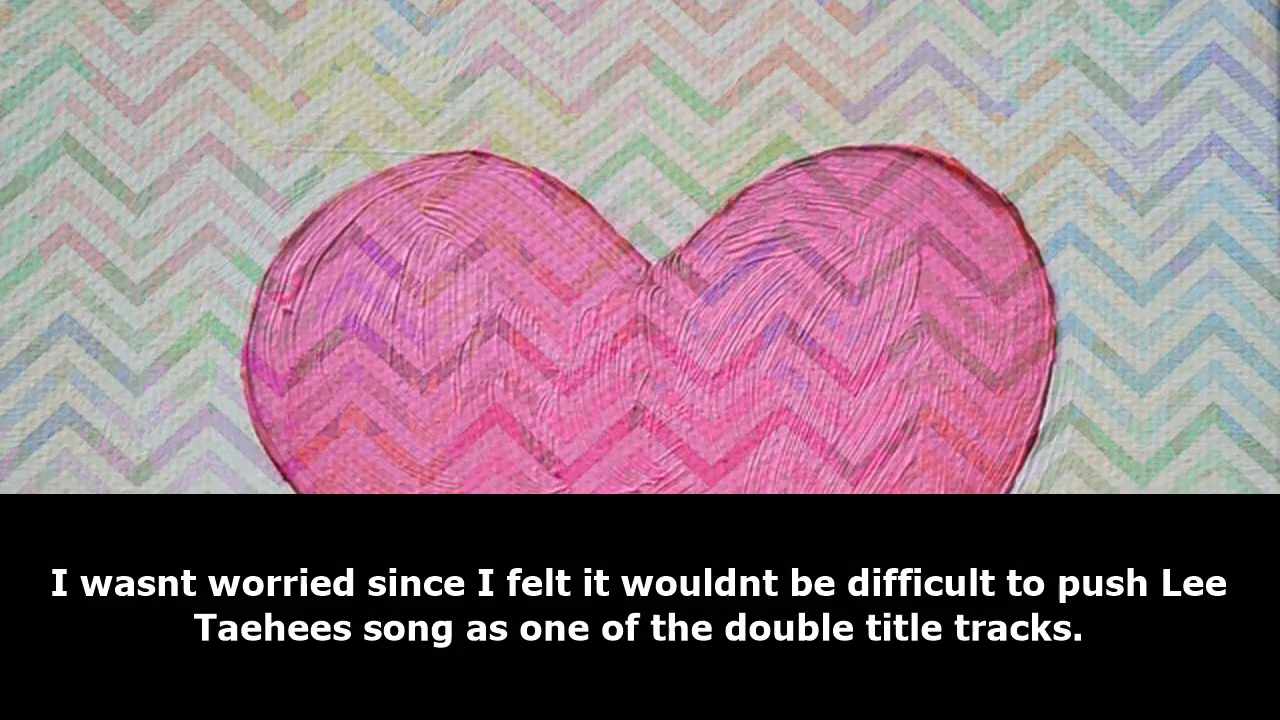 I wasnt worried since I felt it wouldnt be difficult to push Lee
Taehees song as one of the double title tracks.